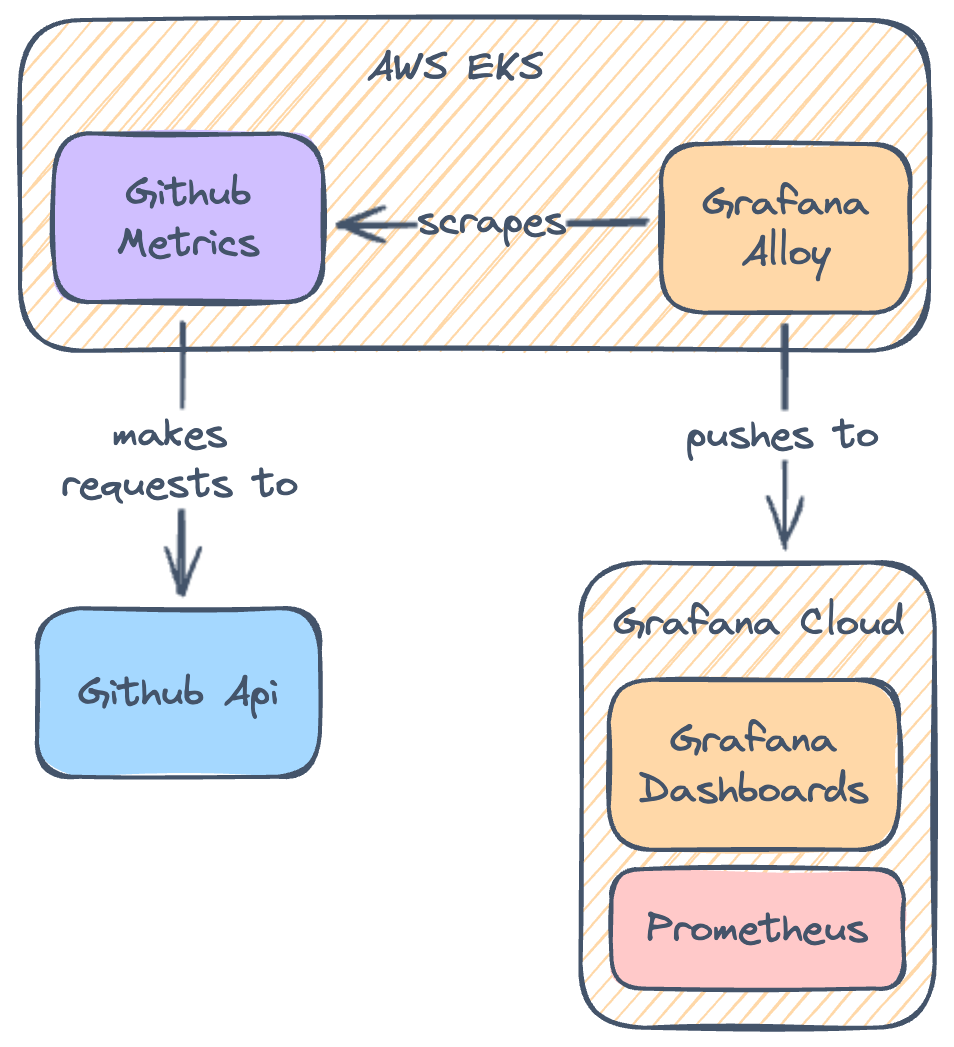 AWS EKS
Github
Metrics
scrapes
Grafana
Alloy
makes
requests to
pushes to
Github Api
Grafana Cloud
Grafana
Dashboards
Prometheus